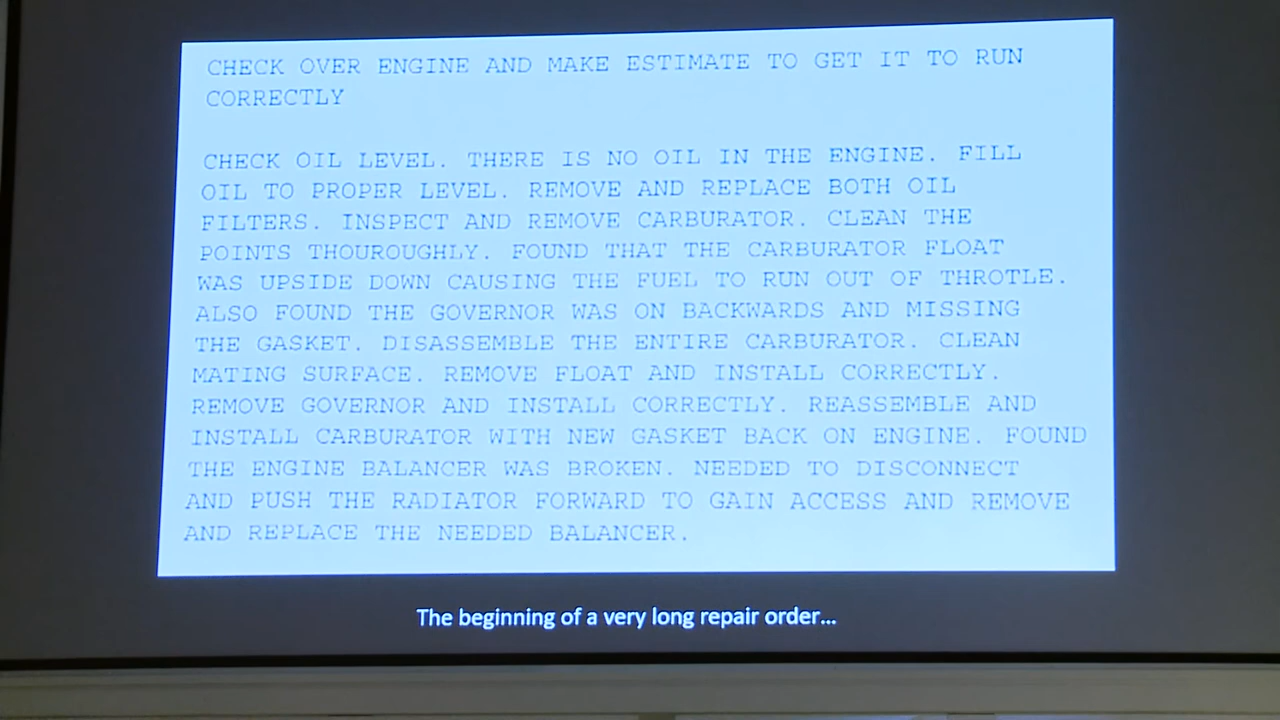 CHECK OVER ENGINE AND MAKE ESTIMATE TO GET IT TO RUN
CORRECTLY
CHECK OIL LEVEL. THERE IS NO OIL IN THE ENGINE. FILL
OIL TO PROPER LEVEL. REMOVE AND REPLACE BOTH OIL
FILTERS. INSPECT AND REMOVE CARBURATOR. CLEAN THE
POINTS THOUROUGHLY. FOUND THAT THE CARBURATOR FLOAT
WAS UPSIDE DOWN CAUSING THE FUEL TO RUN OUT OF THROTLE.
ALSO FOUND THE GOVERNOR WAS ON BACKWARDS AND MISSING
THE GASKET. DISASSEMBLE THE ENTIRE CARBURATOR. CLEAN
MATING SURFACE. REMOVE FLOAT AND INSTALL CORRECTLY.
REMOVE GOVERNOR AND INSTALL CORRECTLY. REASSEMBLE AND
INSTALL CARBURATOR WITH NEW GASKET BACK ON ENGINE. FOUND
THE ENGINE BALANCER WAS BROKEN. NEEDED TO DISCONNECT
AND PUSH THE RADIATOR FORWARD TO GAIN ACCESS AND REMOVE
AND REPLACE THE NEEDED BALANCER.
The beginning of a very long repair order...